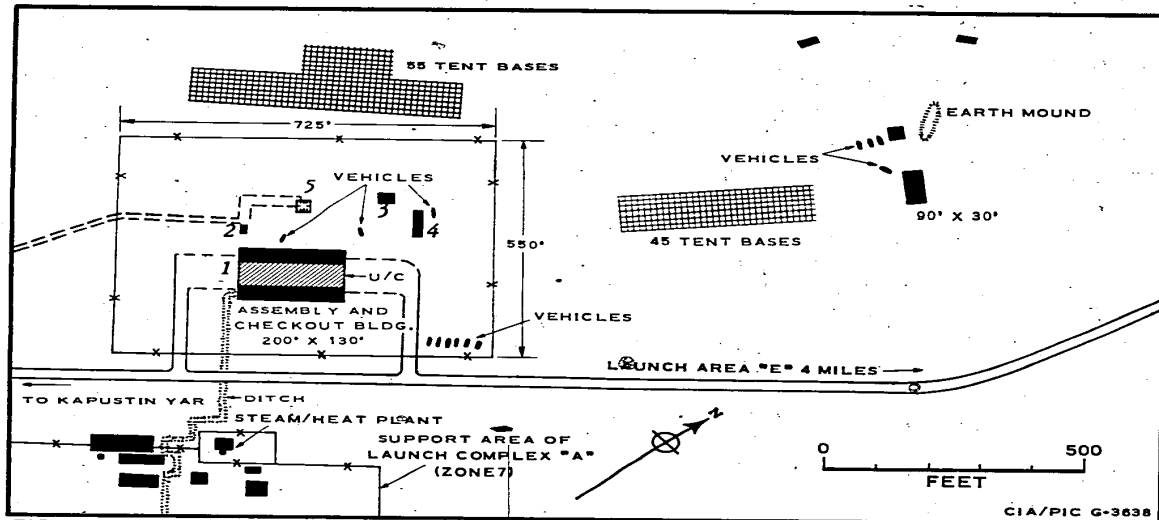 55 TENT BASES
725'
EARTH MOUND
VEHICLES
VEHICLES
5
3
2
4
550'
90' X 30'
45 TENT BASES
1
U/C
ASSEMBLY AND
CHECKOUT BLDG.
200' X 130'
VEHICLES
LAUNCH AREA "E" 4 MILES
TO KAPUSTIN YAR
DITCH
STEAM/HEAT PLANT
SUPPORT AREA OF
LAUNCH COMPLEX "A"
(ZONE7)
N
0 500
FEET
CIA/PIC G-3638